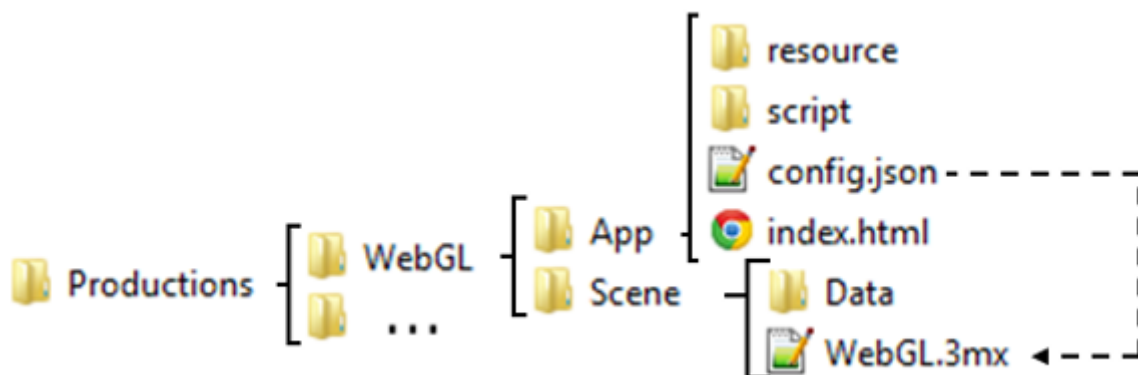 resource
script
config.json
App
index.html
WebGL
Productions
Scene
Data
...
WebGL.3mx